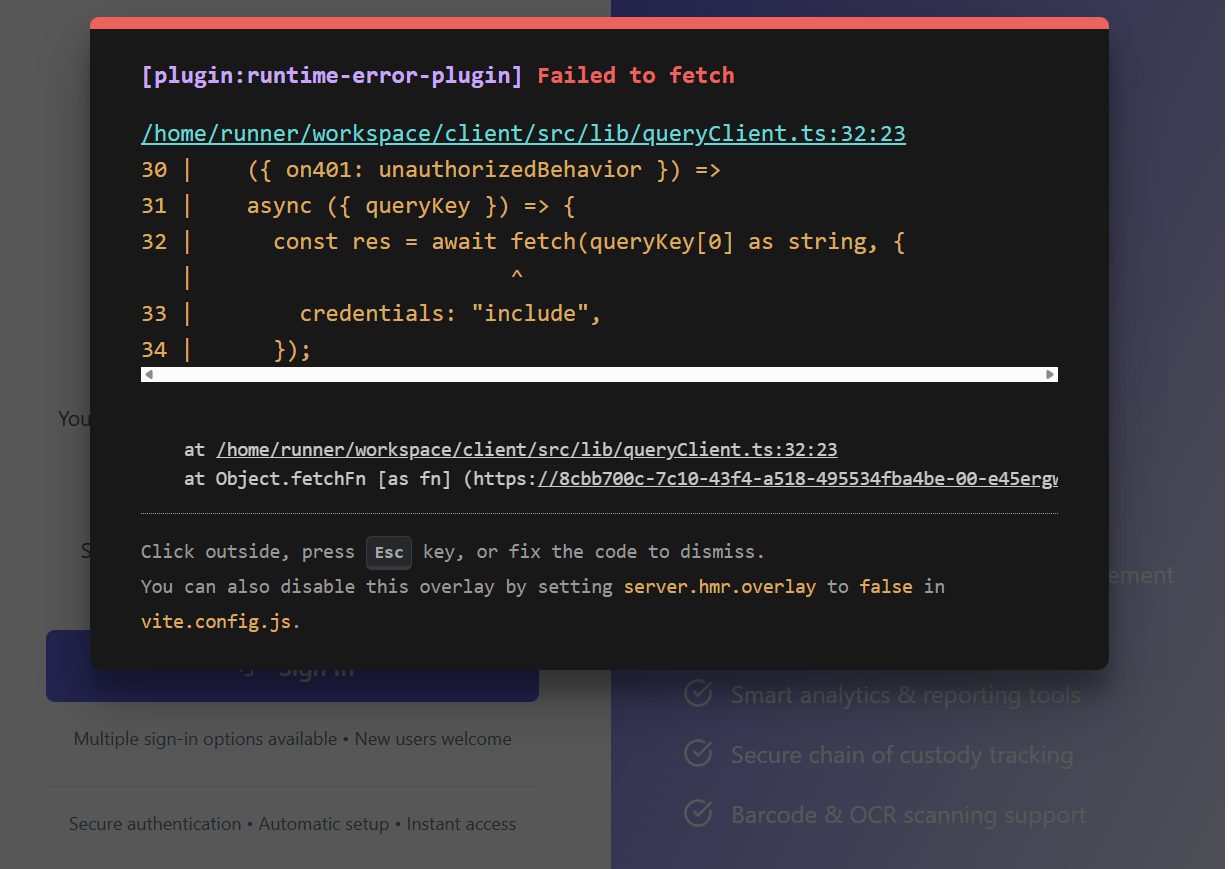 [plugin:runtime-error-plugin] Failed to fetch
/home/runner/workspace/client/src/lib/queryClient.ts:32:23
30 |    ({ on401: unauthorizedBehavior }) =>
31 |    async ({ queryKey }) => {
32 |      const res = await fetch(queryKey[0] as string, {
   |                        ^
33 |        credentials: "include",
34 |      });
at /home/runner/workspace/client/src/lib/queryClient.ts:32:23
at Object.fetchFn [as fn] (https://8cbb700c-7c10-43f4-a518-495534fba4be-00-e45ergw
Click outside, press Esc key, or fix the code to dismiss.
You can also disable this overlay by setting server.hmr.overlay to false in
vite.config.js.
You
ement
Sign In
Smart analytics & reporting tools
Multiple sign-in options available • New users welcome
Secure chain of custody tracking
Barcode & OCR scanning support
Secure authentication • Automatic setup • Instant access